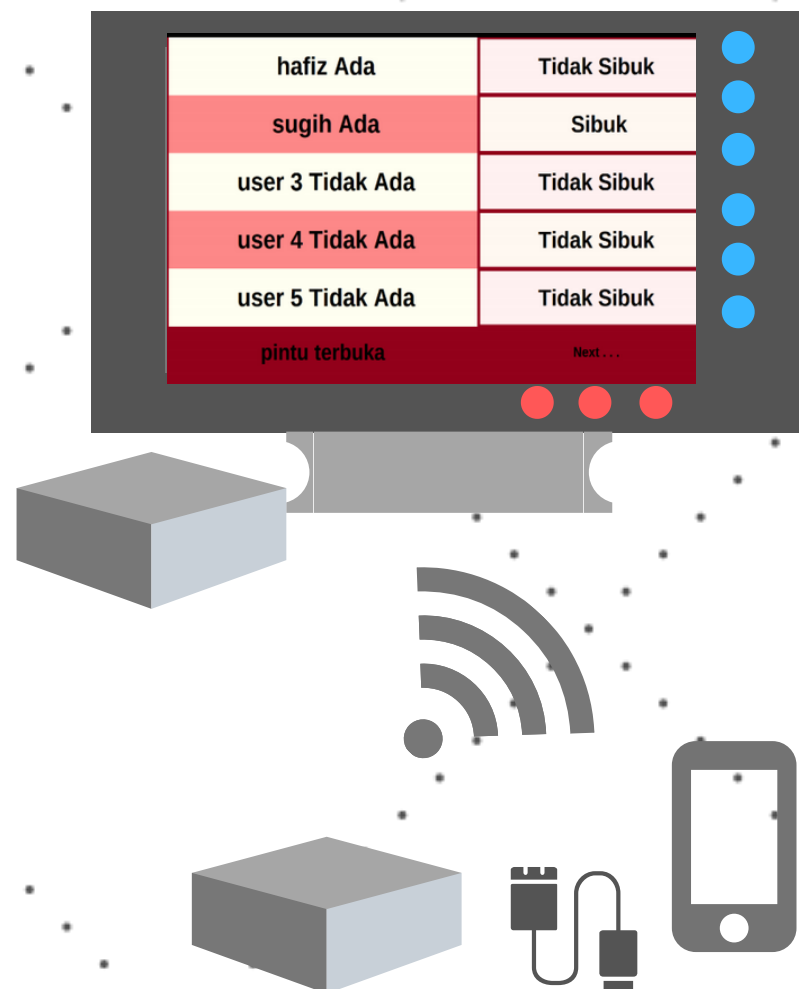 hafiz Ada Tidak Sibuk
sugih Ada Sibuk
user 3 Tidak Ada Tidak Sibuk
user 4 Tidak Ada Tidak Sibuk
user 5 Tidak Ada Tidak Sibuk
pintu terbuka Next . . .